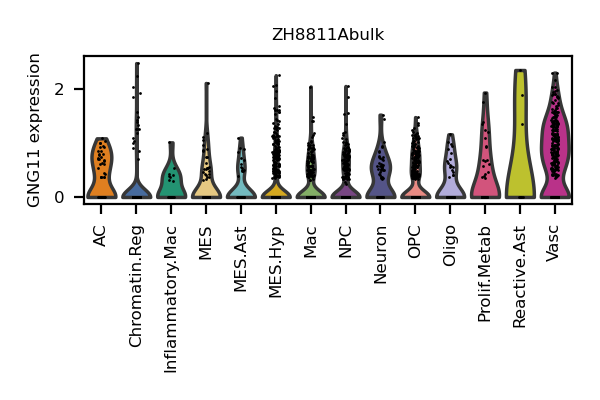 ZH8811Abulk
GNG11 expression
2
0
AC
Chromatin.Reg
Inflammatory.Mac
MES
MES.Ast
MES.Hyp
Mac
NPC
Neuron
OPC
Oligo
Prolif.Metab
Reactive.Ast
Vasc